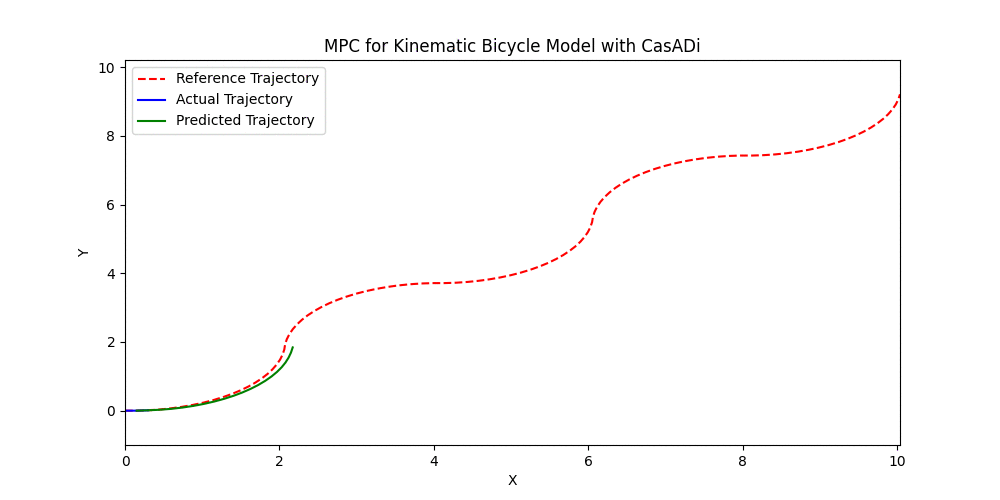 MPC for Kinematic Bicycle Model with CasADi
Reference Trajectory
Actual Trajectory
Predicted Trajectory
10
8
6
4
2
0
Y
0 2 4 6 8 10
X